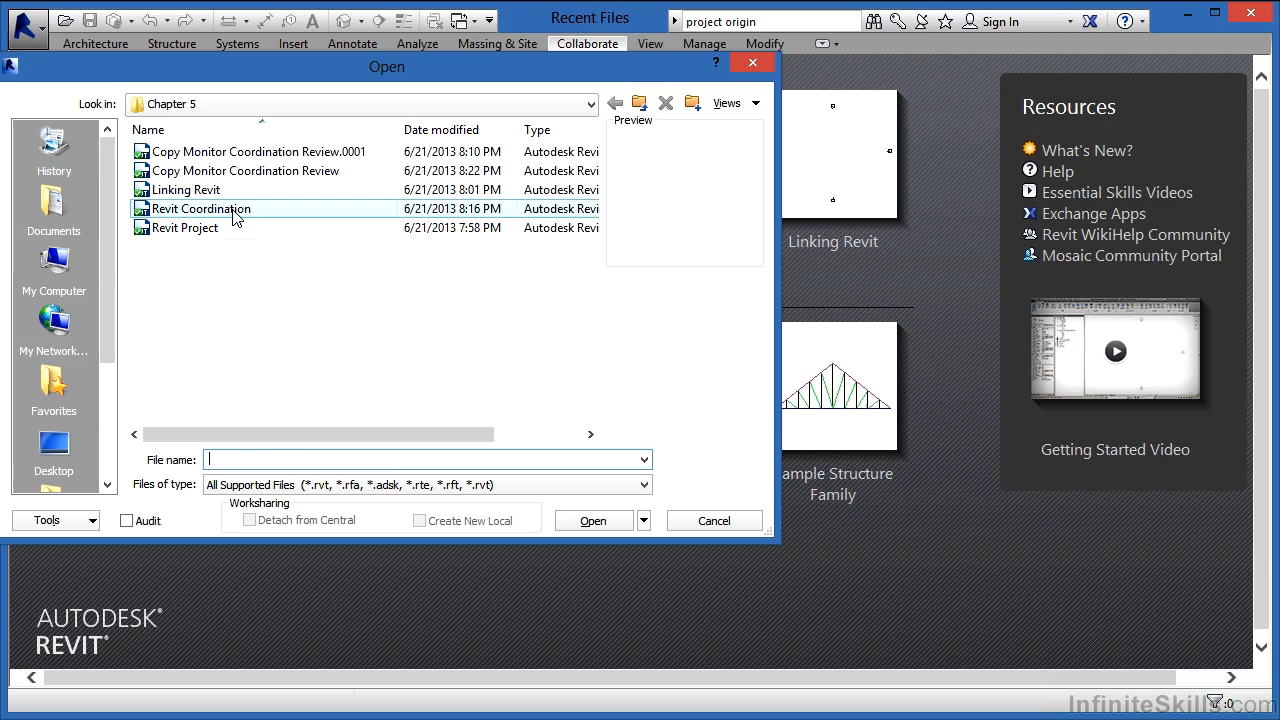 Recent Files
project origin
Sign In
Architecture Structure Systems Insert Annotate Analyze Massing & Site Collaborate View Manage Modify
Open
Look in: Chapter 5 Views
Name Date modified Type Preview
Copy Monitor Coordination Review.0001 6/21/2013 8:10 PM Autodesk Revi
Copy Monitor Coordination Review 6/21/2013 8:22 PM Autodesk Revi
Linking Revit 6/21/2013 8:01 PM Autodesk Revi
Revit Coordination 6/21/2013 8:16 PM Autodesk Revi
Revit Project 6/21/2013 7:58 PM Autodesk Revi
History
Documents
My Computer
My Network...
Favorites
Desktop
File name:
Files of type: All Supported Files (*.rvt, *.rfa, *.adsk, *.rte, *.rft, *.rvt)
Worksharing
Tools Audit Detach from Central Create New Local Open Cancel
Linking Revit
ample Structure
Family
Resources
What's New?
Help
Essential Skills Videos
Exchange Apps
Revit WikiHelp Community
Mosaic Community Portal
Getting Started Video
AUTODESK®
REVIT®
InfiniteSkills.com
:0